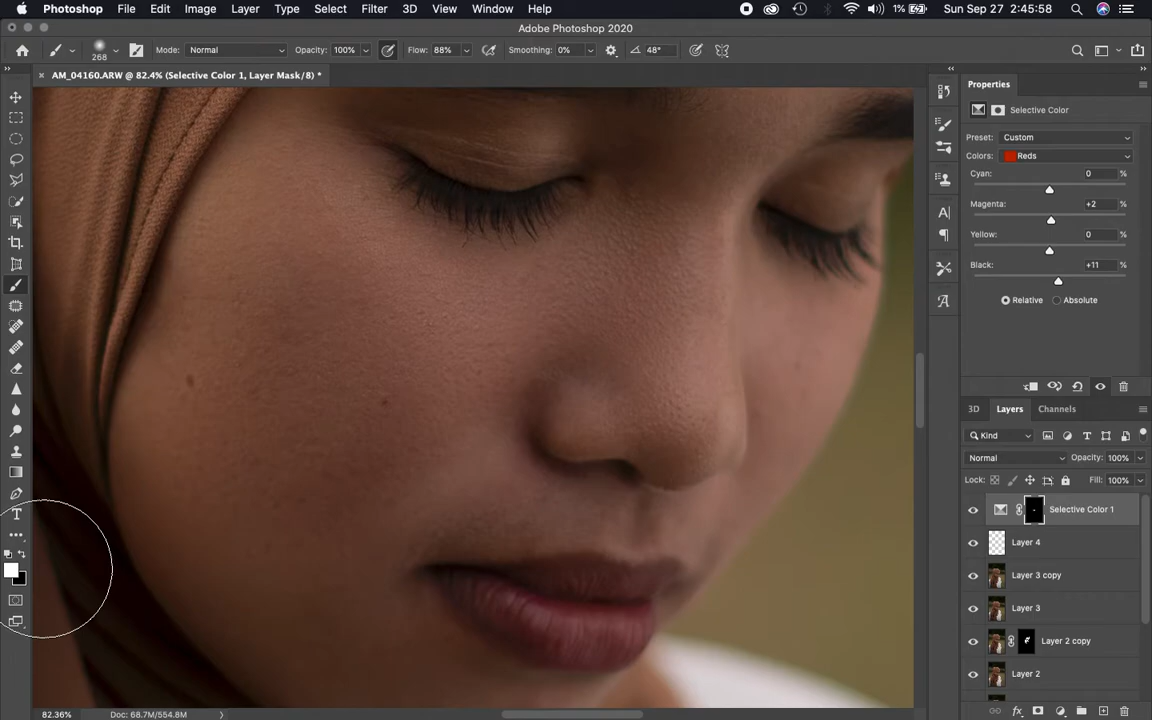 Photoshop File Edit Image Layer Type Select Filter 3D View Window Help 1% Sun Sep 27 2:45:58
Adobe Photoshop 2020
268 Mode: Normal Opacity: 100% Flow: 88% Smoothing: 0% 48°
AM_04160.ARW @ 82.4% (Selective Color 1, Layer Mask/8) *
Properties
Selective Color
Preset: Custom
Colors: Reds
Cyan: 0 %
Magenta: +2 %
Yellow: 0 %
Black: +11 %
Relative Absolute
3D Layers Channels
Kind
Normal Opacity: 100%
Lock: Fill: 100%
Selective Color 1
Layer 4
Layer 3 copy
Layer 3
Layer 2 copy
Layer 2
fx
82.36% Doc: 68.7M/554.8M